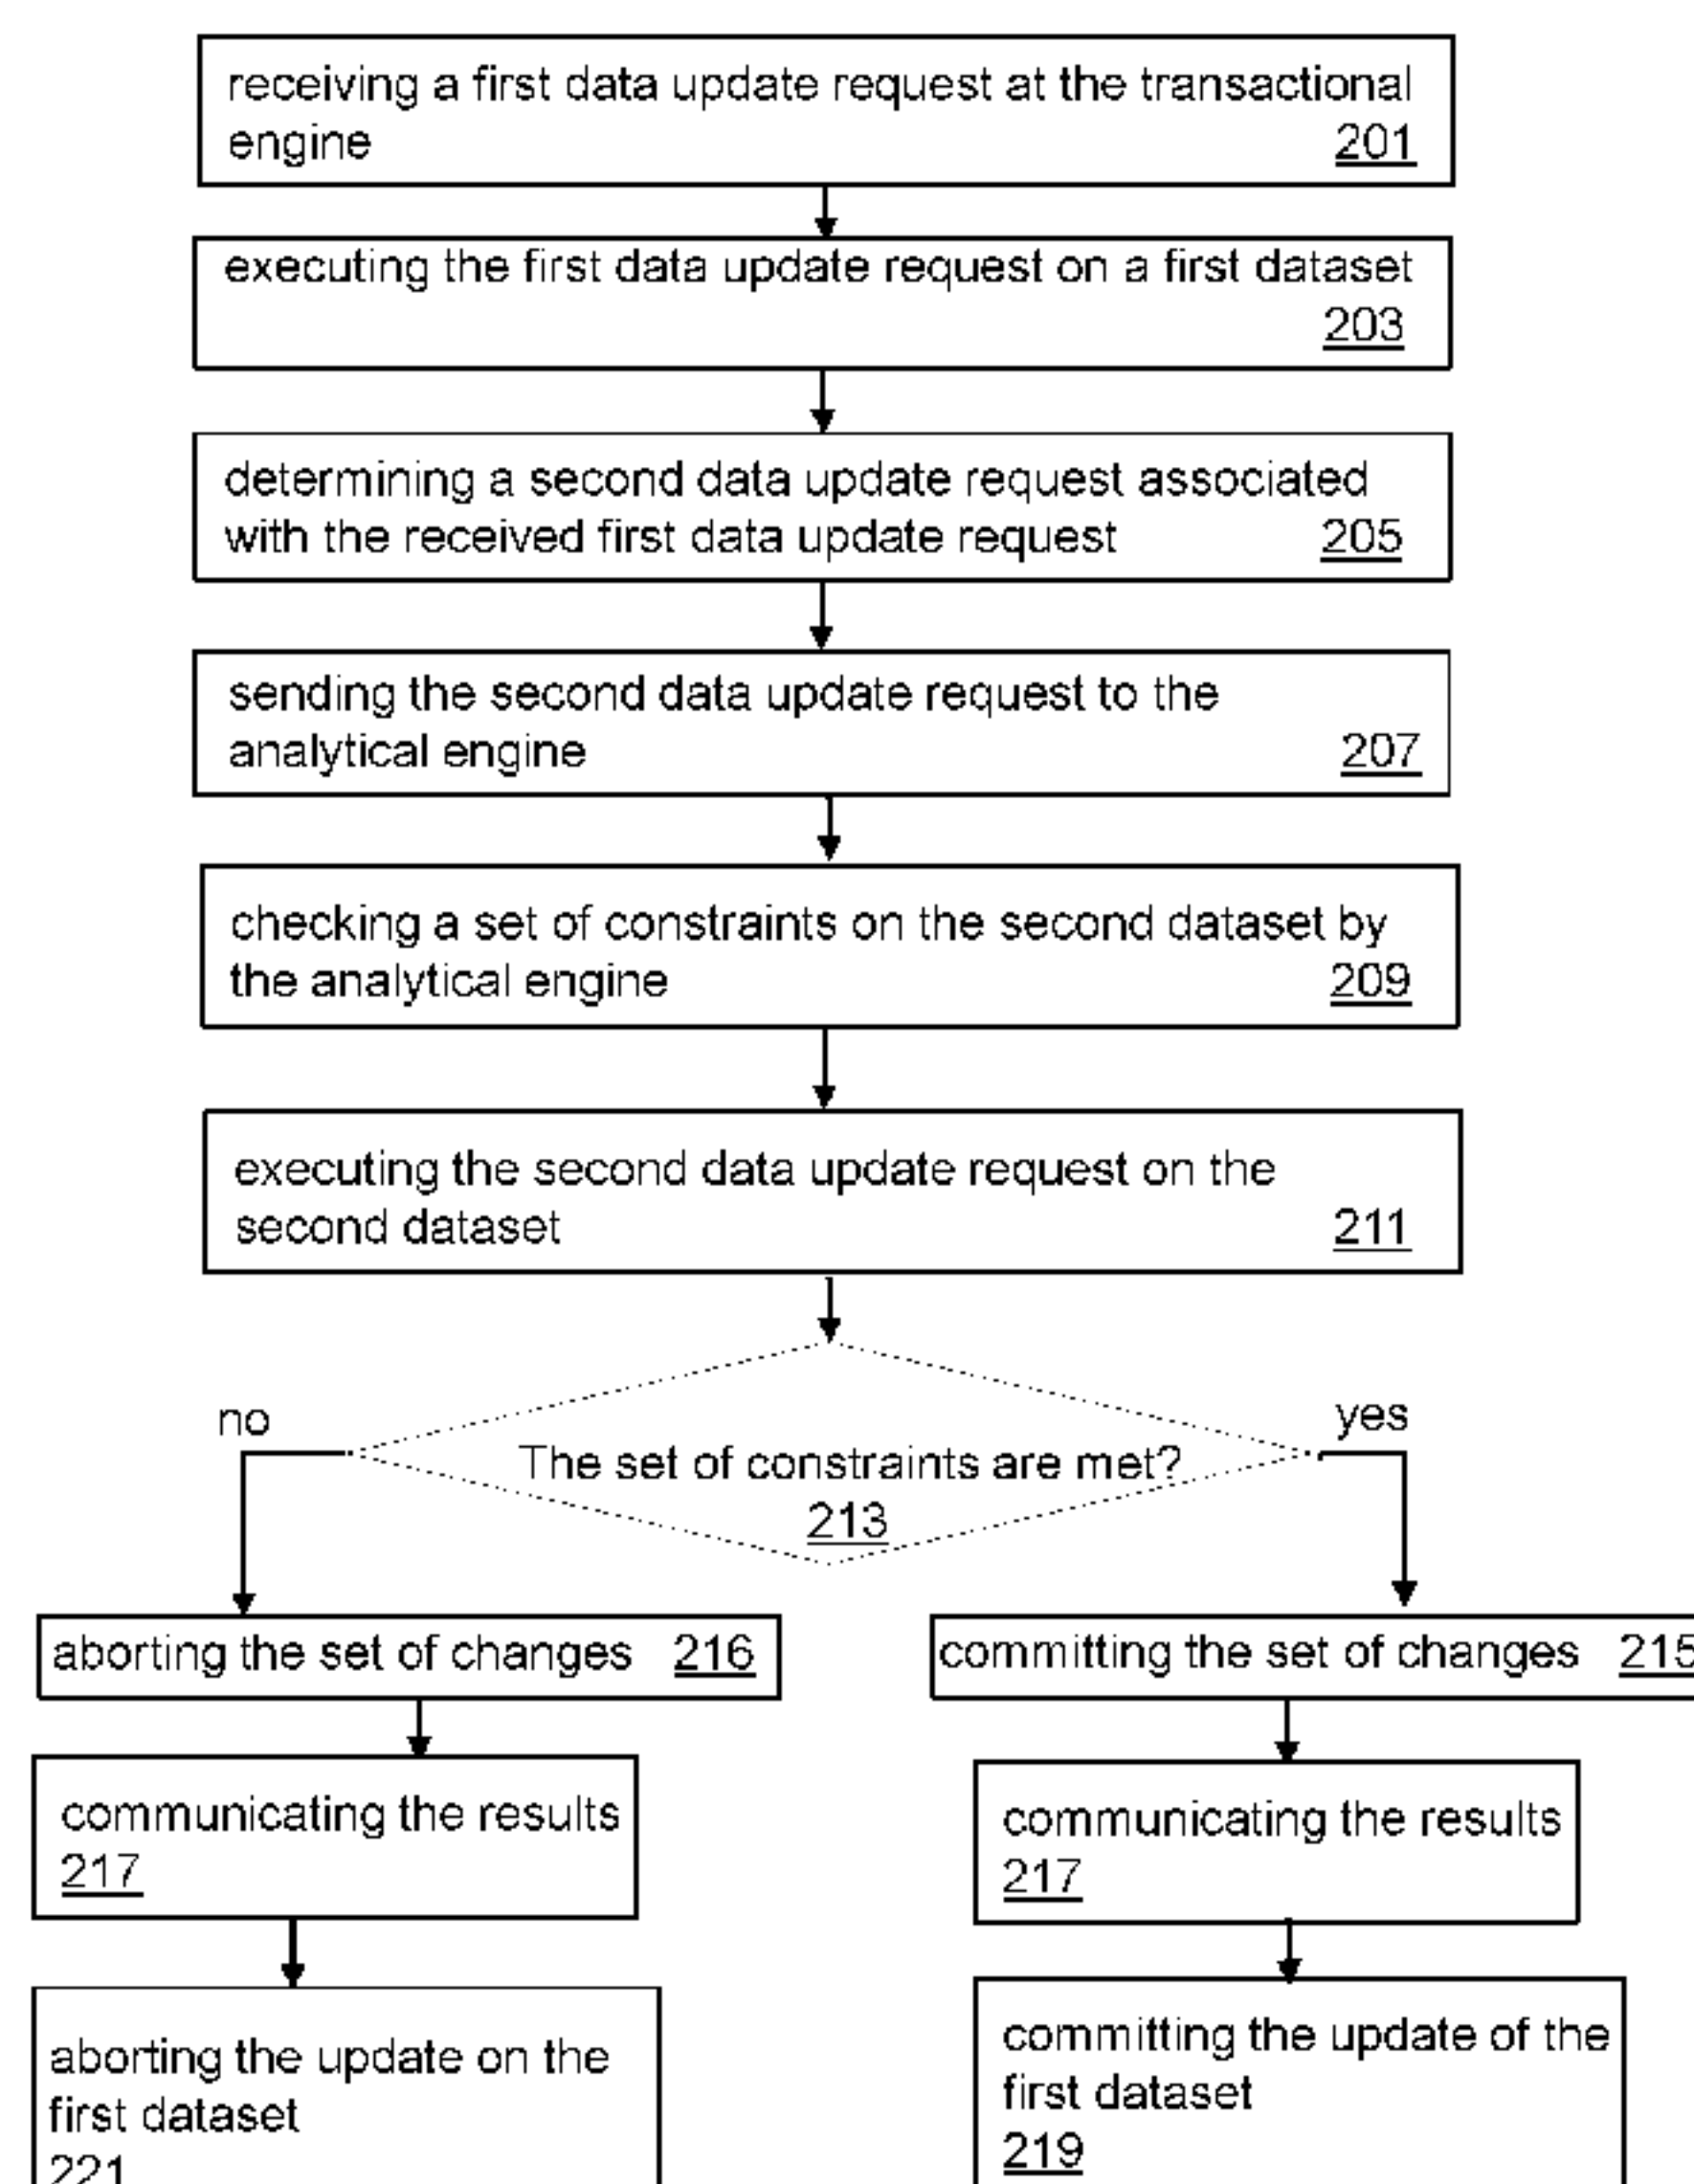 receiving a first data update request at the transactional
engine 201
executing the first data update request on a first dataset
203
determining a second data update request associated
with the received first data update request 205
sending the second data update request to the
analytical engine 207
checking a set of constraints on the second dataset by
the analytical engine 209
executing the second data update request on the
second dataset 211
no
yes
The set of constraints are met?
213
aborting the set of changes 216
committing the set of changes 215
communicating the results
217
communicating the results
217
aborting the update on the
first dataset
221
committing the update of the
first dataset
219